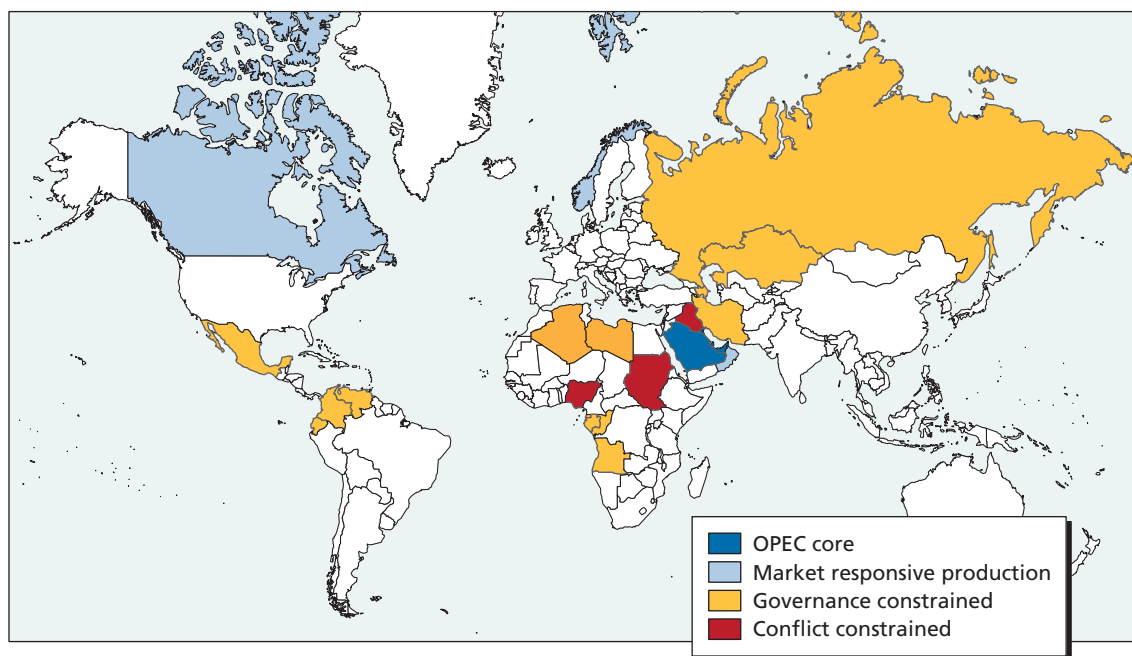 OPEC core
Market responsive production
Governance constrained
Conflict constrained